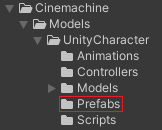 Cinemachine
Models
UnityCharacter
Animations
Controllers
Models
Prefabs
Scripts